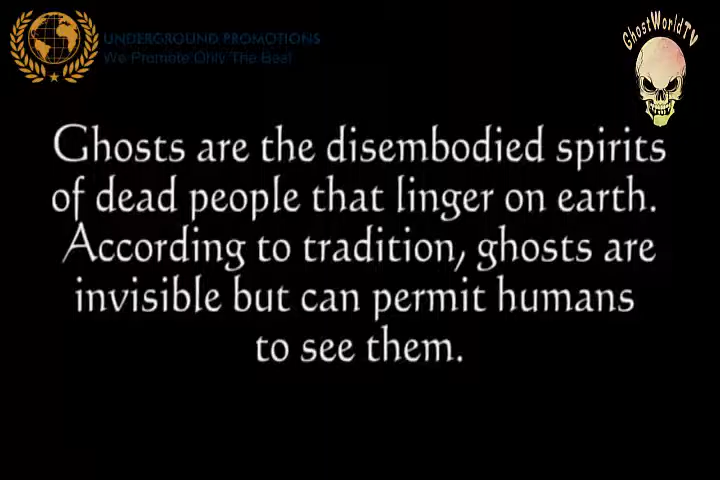 UNDERGROUND PROMOTIONS
We Promote Only The Best
GhostWorldTV
Ghosts are the disembodied spirits
of dead people that linger on earth.
According to tradition, ghosts are
invisible but can permit humans
to see them.